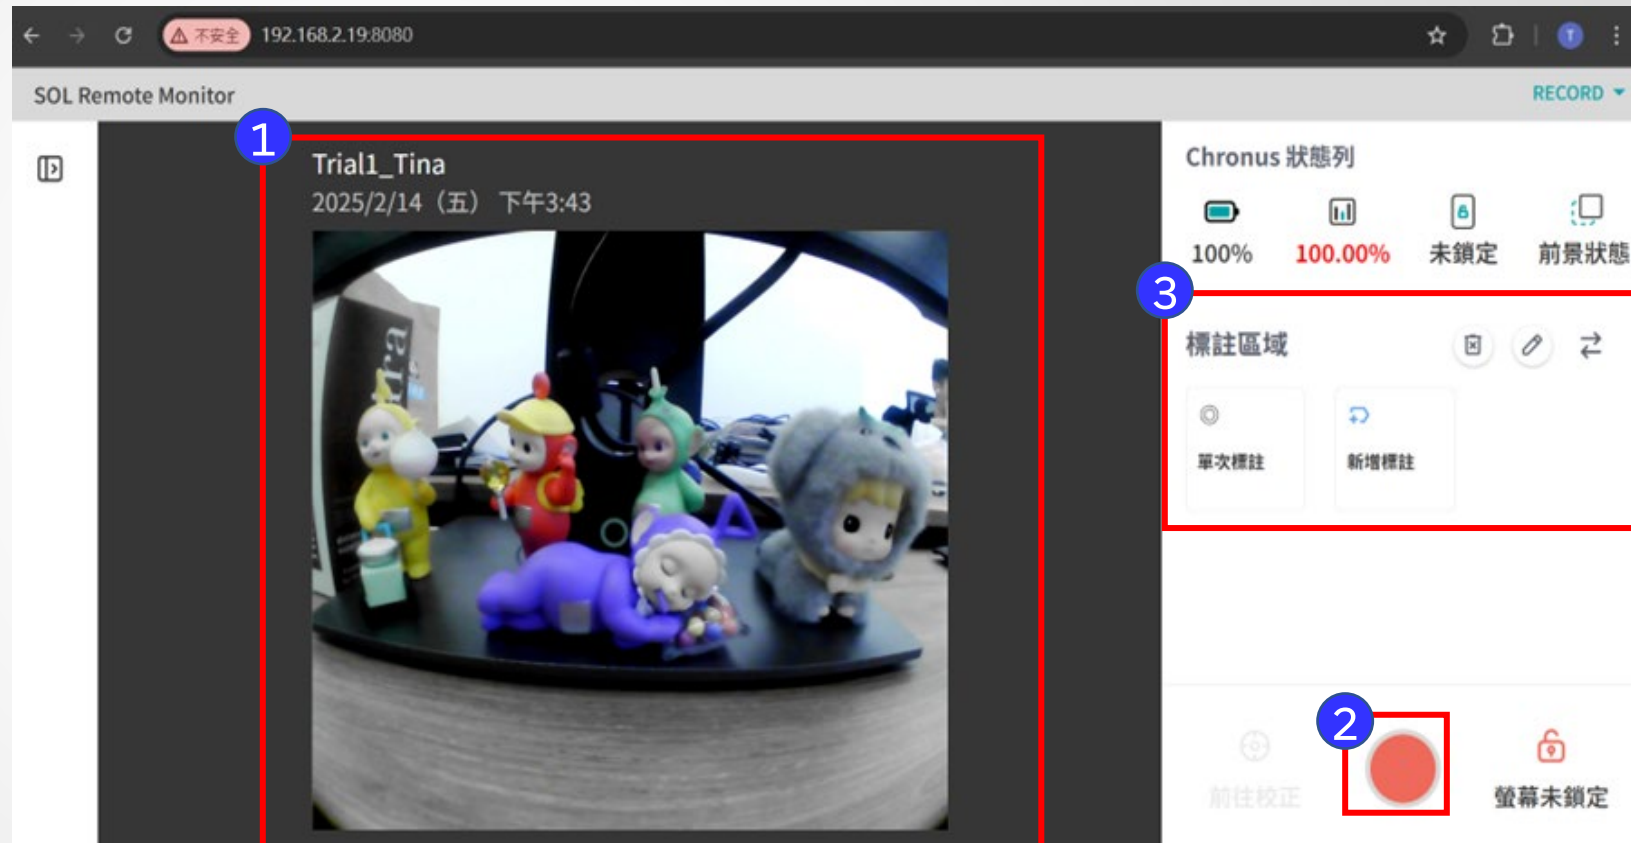 不安全 192.168.2.19:8080
T
SOL Remote Monitor
RECORD
1
Trial1_Tina
2025/2/14（五） 下午3:43
dra
Chronus 狀態列
100% 100.00% 未鎖定 前景狀態
3
標註區域
單次標註 新增標註
2
前往校正 螢幕未鎖定